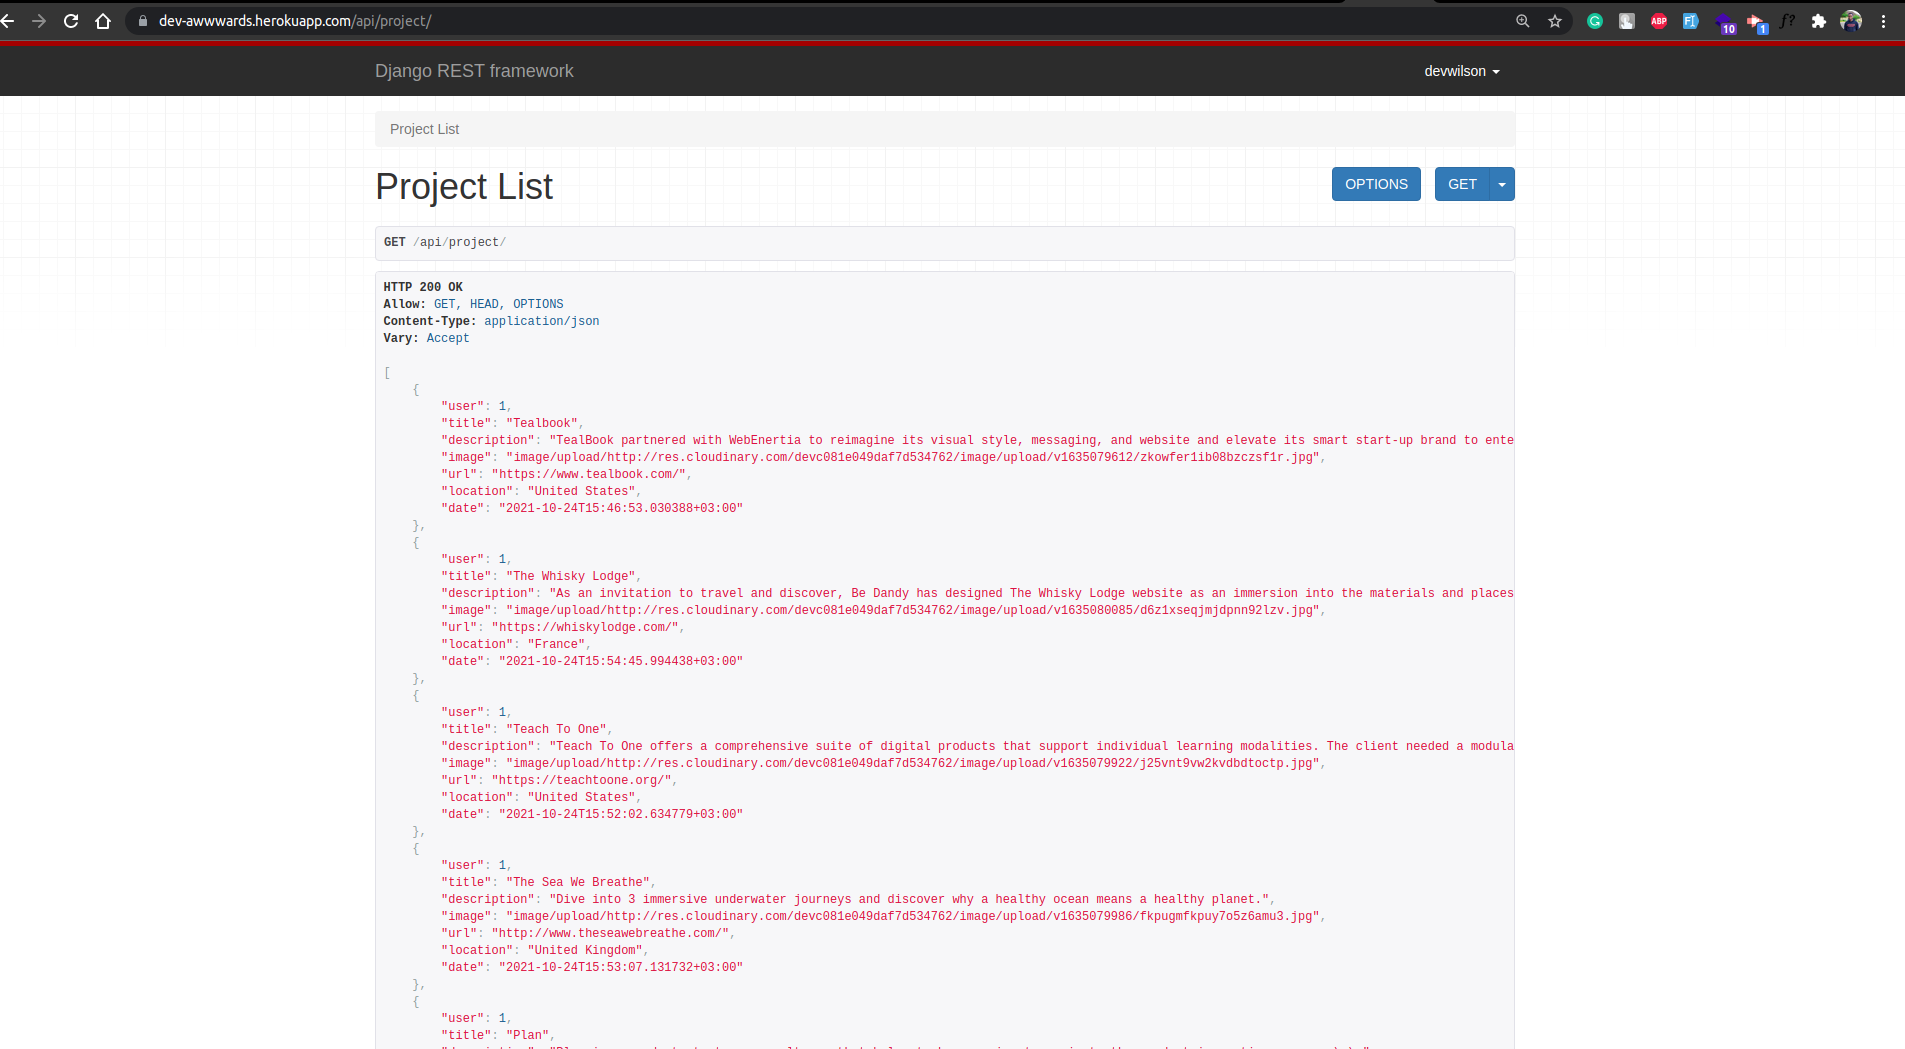 dev-awwwards.herokuapp.com/api/project/
10
1
ABP
Django REST framework
devwilson
Project List
Project List
OPTIONS
GET
GET /api/project/
HTTP 200 OK
Allow: GET, HEAD, OPTIONS
Content-Type: application/json
Vary: Accept
[
{
"user": 1,
"title": "Tealbook",
"description": "TealBook partnered with WebEnertia to reimagine its visual style, messaging, and website and elevate its smart start-up brand to ente
"image": "image/upload/http://res.cloudinary.com/devc081e049daf7d534762/image/upload/v1635079612/zkowfer1ib08bzczsf1r.jpg",
"url": "https://www.tealbook.com/",
"location": "United States",
"date": "2021-10-24T15:46:53.030388+03:00"
},
{
"user": 1,
"title": "The Whisky Lodge",
"description": "As an invitation to travel and discover, Be Dandy has designed The Whisky Lodge website as an immersion into the materials and places
"image": "image/upload/http://res.cloudinary.com/devc081e049daf7d534762/image/upload/v1635080085/d6z1xseqjmjdpnn92lzv.jpg",
"url": "https://whiskylodge.com/",
"location": "France",
"date": "2021-10-24T15:54:45.994438+03:00"
},
{
"user": 1,
"title": "Teach To One",
"description": "Teach To One offers a comprehensive suite of digital products that support individual learning modalities. The client needed a modula
"image": "image/upload/http://res.cloudinary.com/devc081e049daf7d534762/image/upload/v1635079922/j25vnt9vw2kvdbdtoctp.jpg",
"url": "https://teachtoone.org/",
"location": "United States",
"date": "2021-10-24T15:52:02.634779+03:00"
},
{
"user": 1,
"title": "The Sea We Breathe",
"description": "Dive into 3 immersive underwater journeys and discover why a healthy ocean means a healthy planet.",
"image": "image/upload/http://res.cloudinary.com/devc081e049daf7d534762/image/upload/v1635079986/fkpugmfkpuy7o5z6amu3.jpg",
"url": "http://www.theseawebreathe.com/",
"location": "United Kingdom",
"date": "2021-10-24T15:53:07.131732+03:00"
},
{
"user": 1,
"title": "Plan",